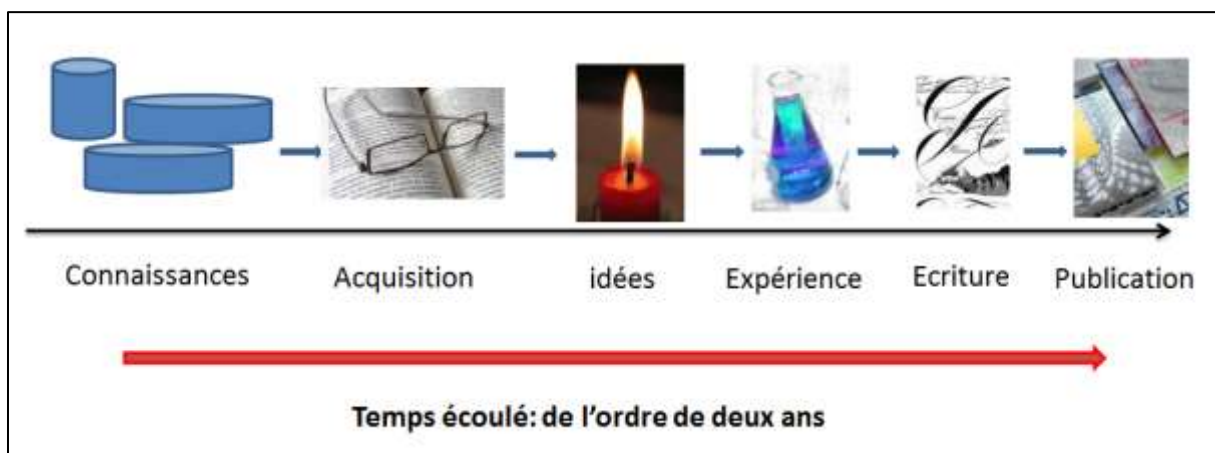 Connaissances Acquisition idées Expérience Ecriture Publication
Temps écoulé: de l'ordre de deux ans